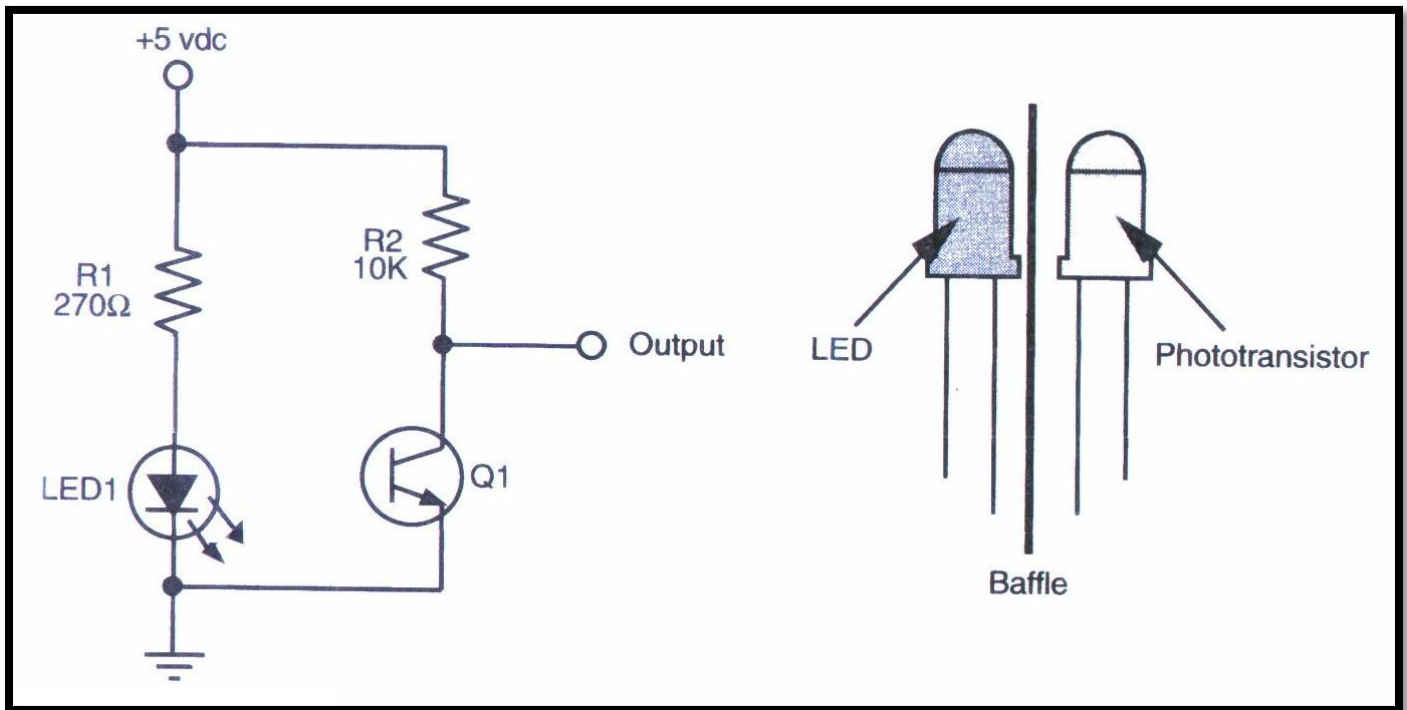 +5 vdc
R1
270Ω
R2
10K
Output
LED1
Q1
LED
Phototransistor
Baffle